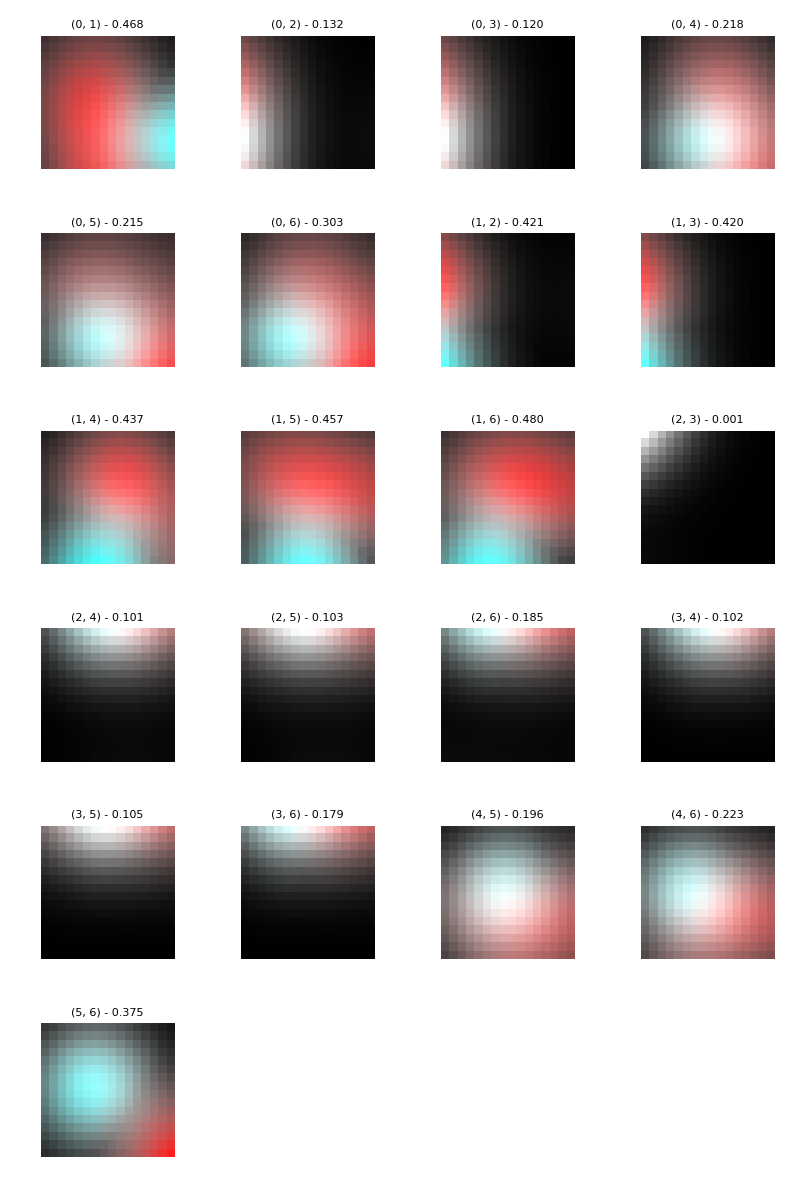 (0, 1) - 0.468 (0, 2) - 0.132 (0, 3) - 0.120 (0, 4) - 0.218
(0, 5) - 0.215 (0, 6) - 0.303 (1, 2) - 0.421 (1, 3) - 0.420
(1, 4) - 0.437 (1, 5) - 0.457 (1, 6) - 0.480 (2, 3) - 0.001
(2, 4) - 0.101 (2, 5) - 0.103 (2, 6) - 0.185 (3, 4) - 0.102
(3, 5) - 0.105 (3, 6) - 0.179 (4, 5) - 0.196 (4, 6) - 0.223
(5, 6) - 0.375